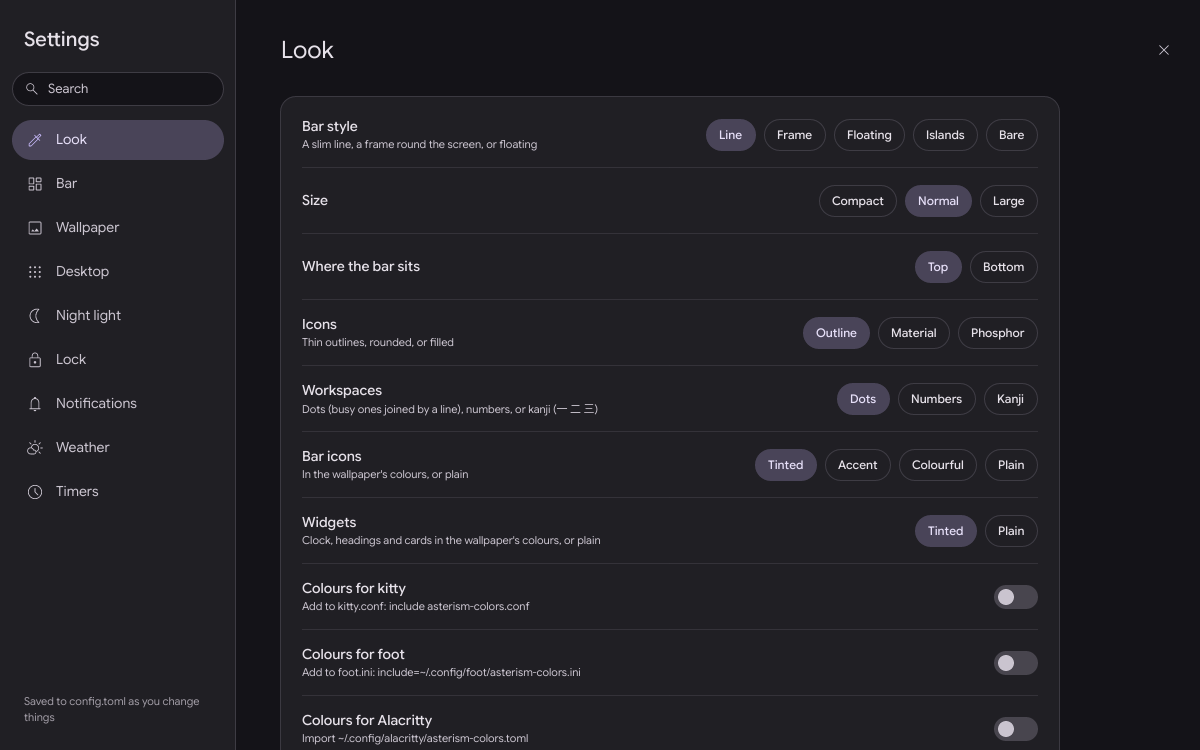 Settings
Search
Look
Bar
Wallpaper
Desktop
Night light
Lock
Notifications
Weather
Timers
Saved to config.toml as you change
things
Look
Bar style
A slim line, a frame round the screen, or floating
Line Frame Floating Islands Bare
Size
Compact Normal Large
Where the bar sits
Top Bottom
Icons
Thin outlines, rounded, or filled
Outline Material Phosphor
Workspaces
Dots (busy ones joined by a line), numbers, or kanji (一 二 三)
Dots Numbers Kanji
Bar icons
In the wallpaper's colours, or plain
Tinted Accent Colourful Plain
Widgets
Clock, headings and cards in the wallpaper's colours, or plain
Tinted Plain
Colours for kitty
Add to kitty.conf: include asterism-colors.conf
Colours for foot
Add to foot.ini: include=~/.config/foot/asterism-colors.ini
Colours for Alacritty
Import ~/.config/alacritty/asterism-colors.toml